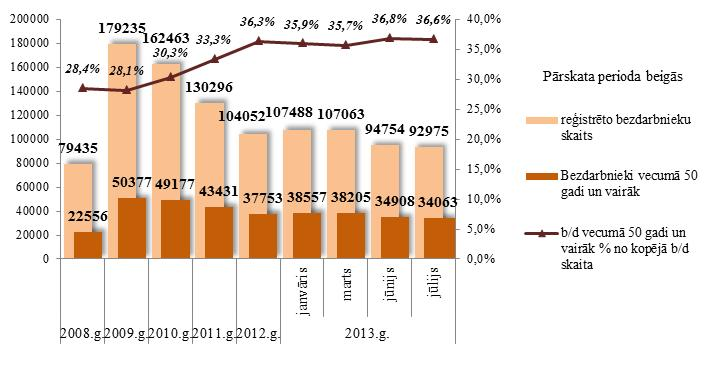 200000
180000
160000
140000
120000
100000
80000
60000
40000
20000
0
40,0%
35,0%
30,0%
25,0%
20,0%
15,0%
10,0%
5,0%
0,0%
28,4%
28,1%
30,3%
33,3%
36,3%
35,9%
35,7%
36,8%
36,6%
79435
179235
162463
130296
104052
107488
107063
94754
92975
22556
50377
49177
43431
37753
38557
38205
34908
34063
janvāris
marts
jūnijs
jūlijs
2008.g.
2009.g.
2010.g.
2011.g.
2012.g.
2013.g.
Pārskata perioda beigās
reģistrēto bezdarbnieku
skaits
Bezdarbnieki vecumā 50
gadi un vairāk
b/d vecumā 50 gadi un
vairāk % no kopējā b/d
skaita